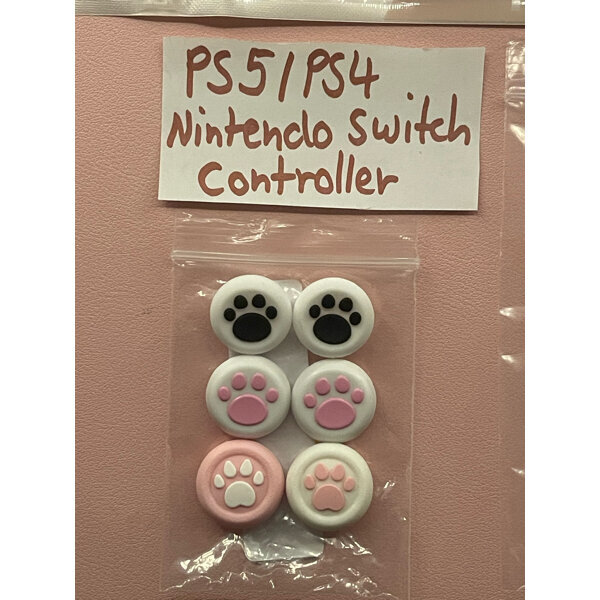 PS5/PS4
Nintendo Switch
Controller